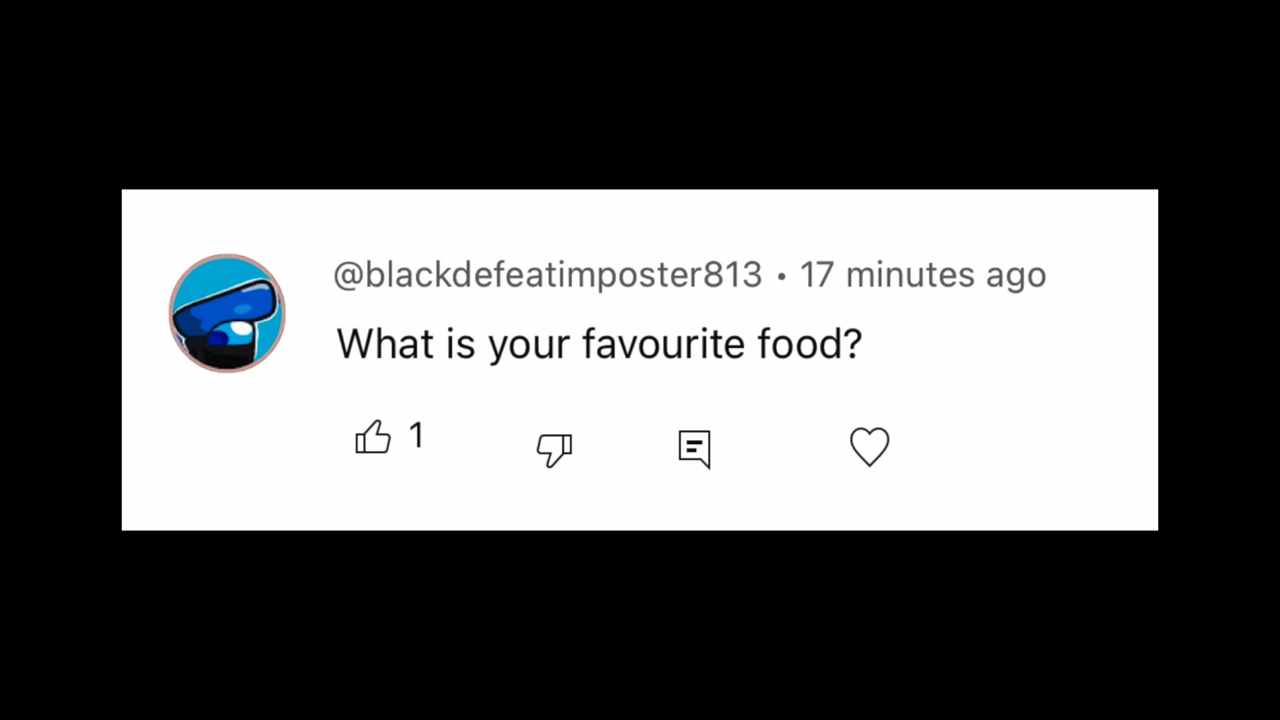 @blackdefeatimposter813 • 17 minutes ago
What is your favourite food?
1